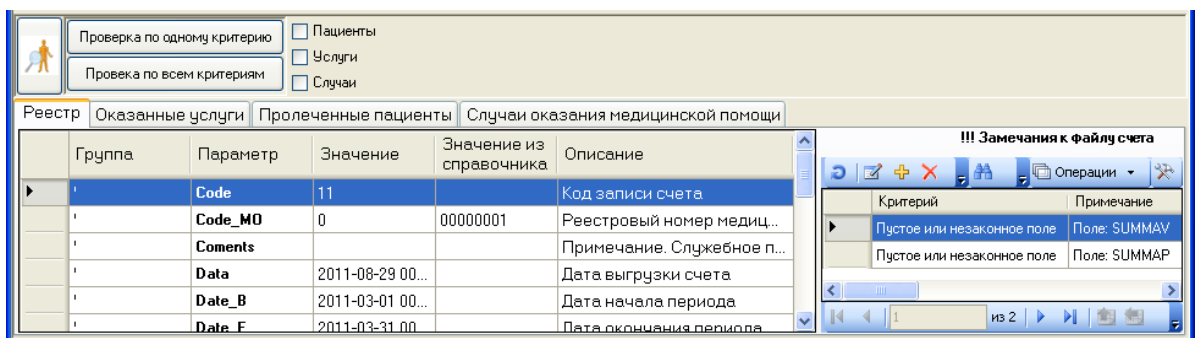 Проверка по одному критерию
Провека по всем критериям
Пациенты
Услуги
Случаи
Реестр Оказанные услуги Пролеченные пациенты Случаи оказания медицинской помощи
Группа Параметр Значение Значение из справочника Описание
' Code 11 Код записи счета
' Code_MO 0 00000001 Реестровый номер медиц...
' Coments Примечание. Служебное п...
' Data 2011-08-29 00... Дата выгрузки счета
' Date_B 2011-03-01 00... Дата начала периода
' Date_E 2011-03-31 00... Дата окончания периода
!!! Замечания к файлу счета
Операции
Критерий Примечание
Пустое или незаконное поле Поле: SUMMAV
Пустое или незаконное поле Поле: SUMMAP
1 из 2